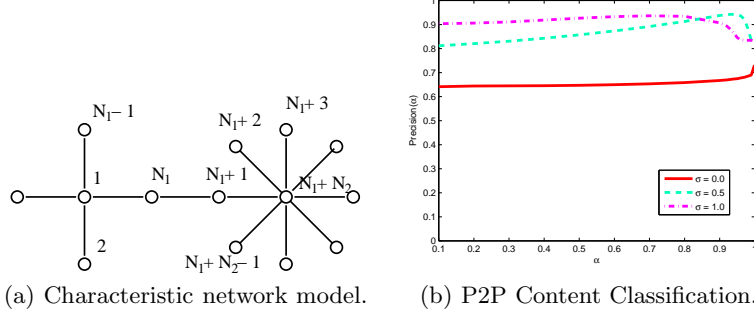 N₁− 1
N₁+ 3
N₁+ 2
1
N₁
N₁+ 1
N₁+ N₂
2
N₁+ N₂− 1
(a) Characteristic network model.
1
0.9
0.8
0.7
0.6
0.5
0.4
0.3
0.2
0.1
0
Precision(α)
σ = 0.0
σ = 0.5
σ = 1.0
0.1 0.2 0.3 0.4 0.5 0.6 0.7 0.8 0.9 1
α
(b) P2P Content Classification.